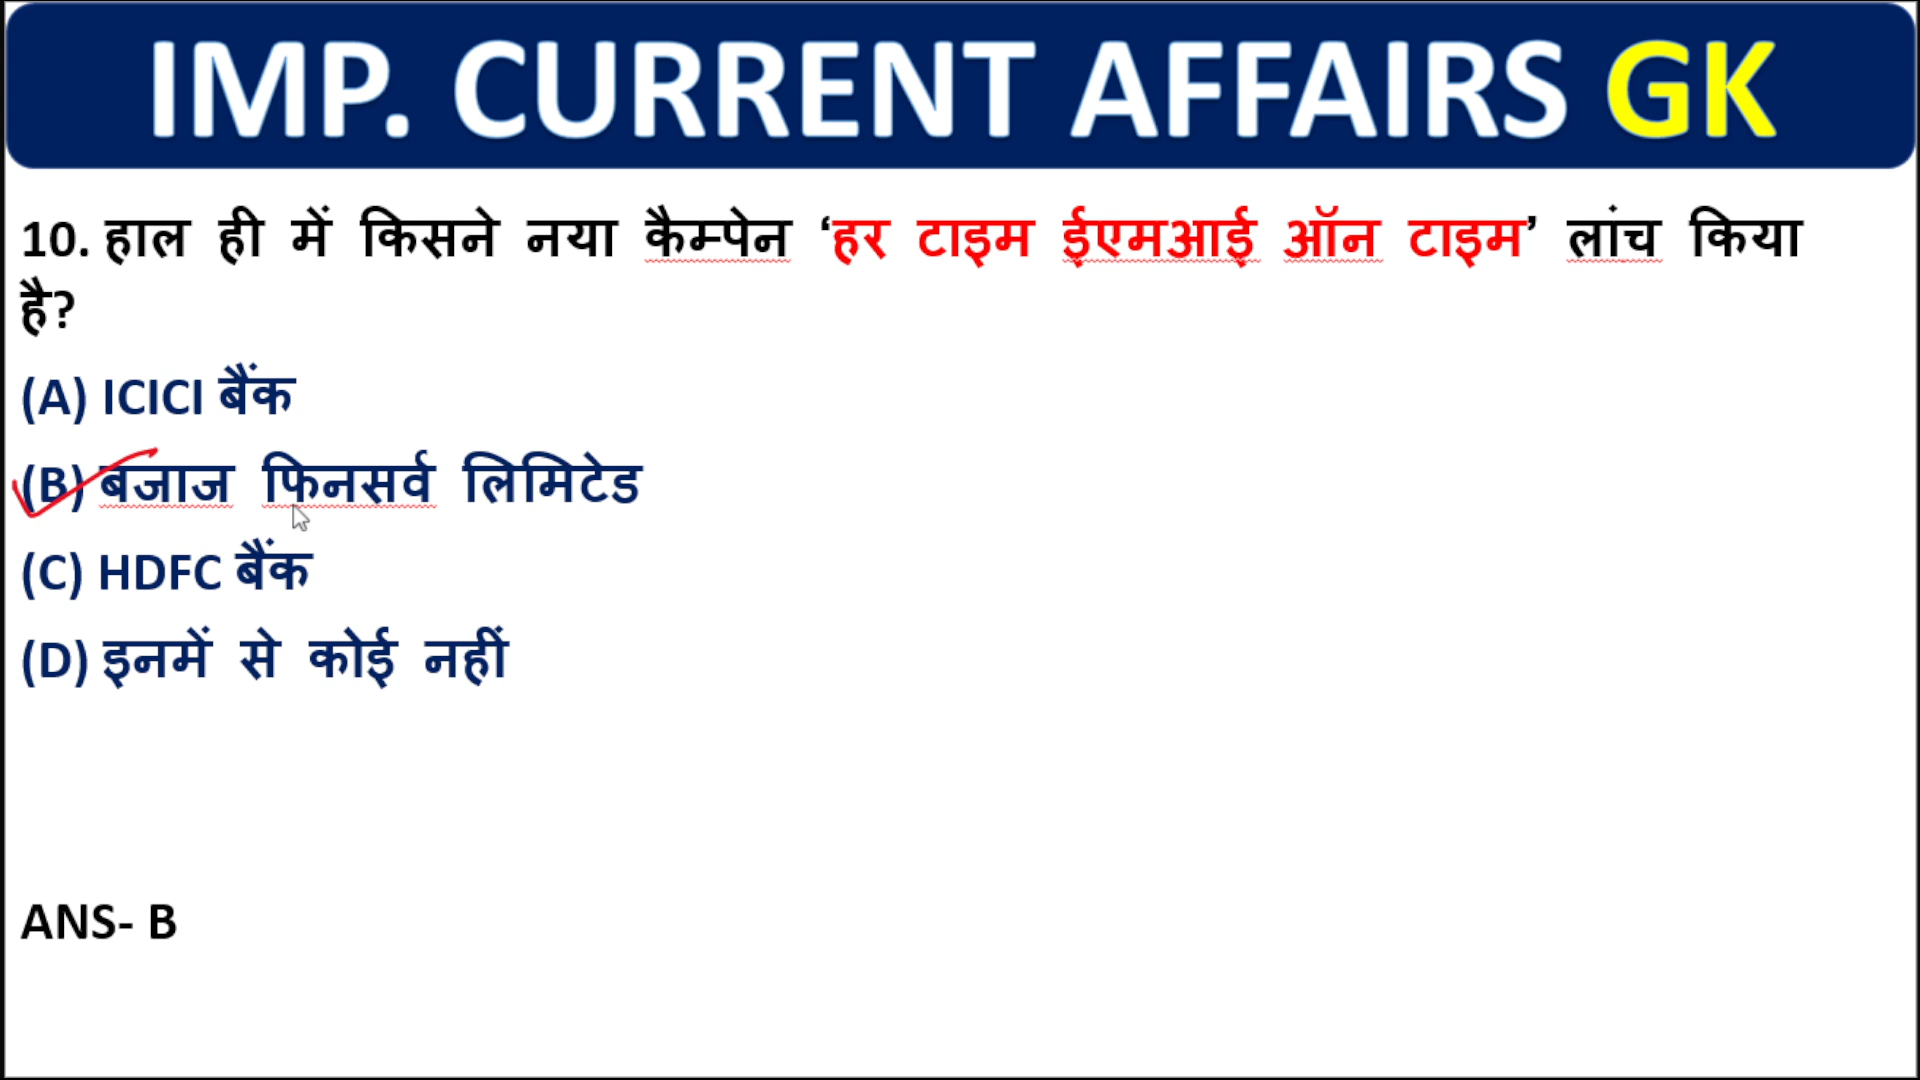 IMP. CURRENT AFFAIRS GK
10. हाल ही में किसने नया कैम्पेन ‘हर टाइम ईएमआई ऑन टाइम’ लांच किया
है?
(A) ICICI बैंक
(B) बजाज फिनसर्व लिमिटेड
(C) HDFC बैंक
(D) इनमें से कोई नहीं
ANS- B